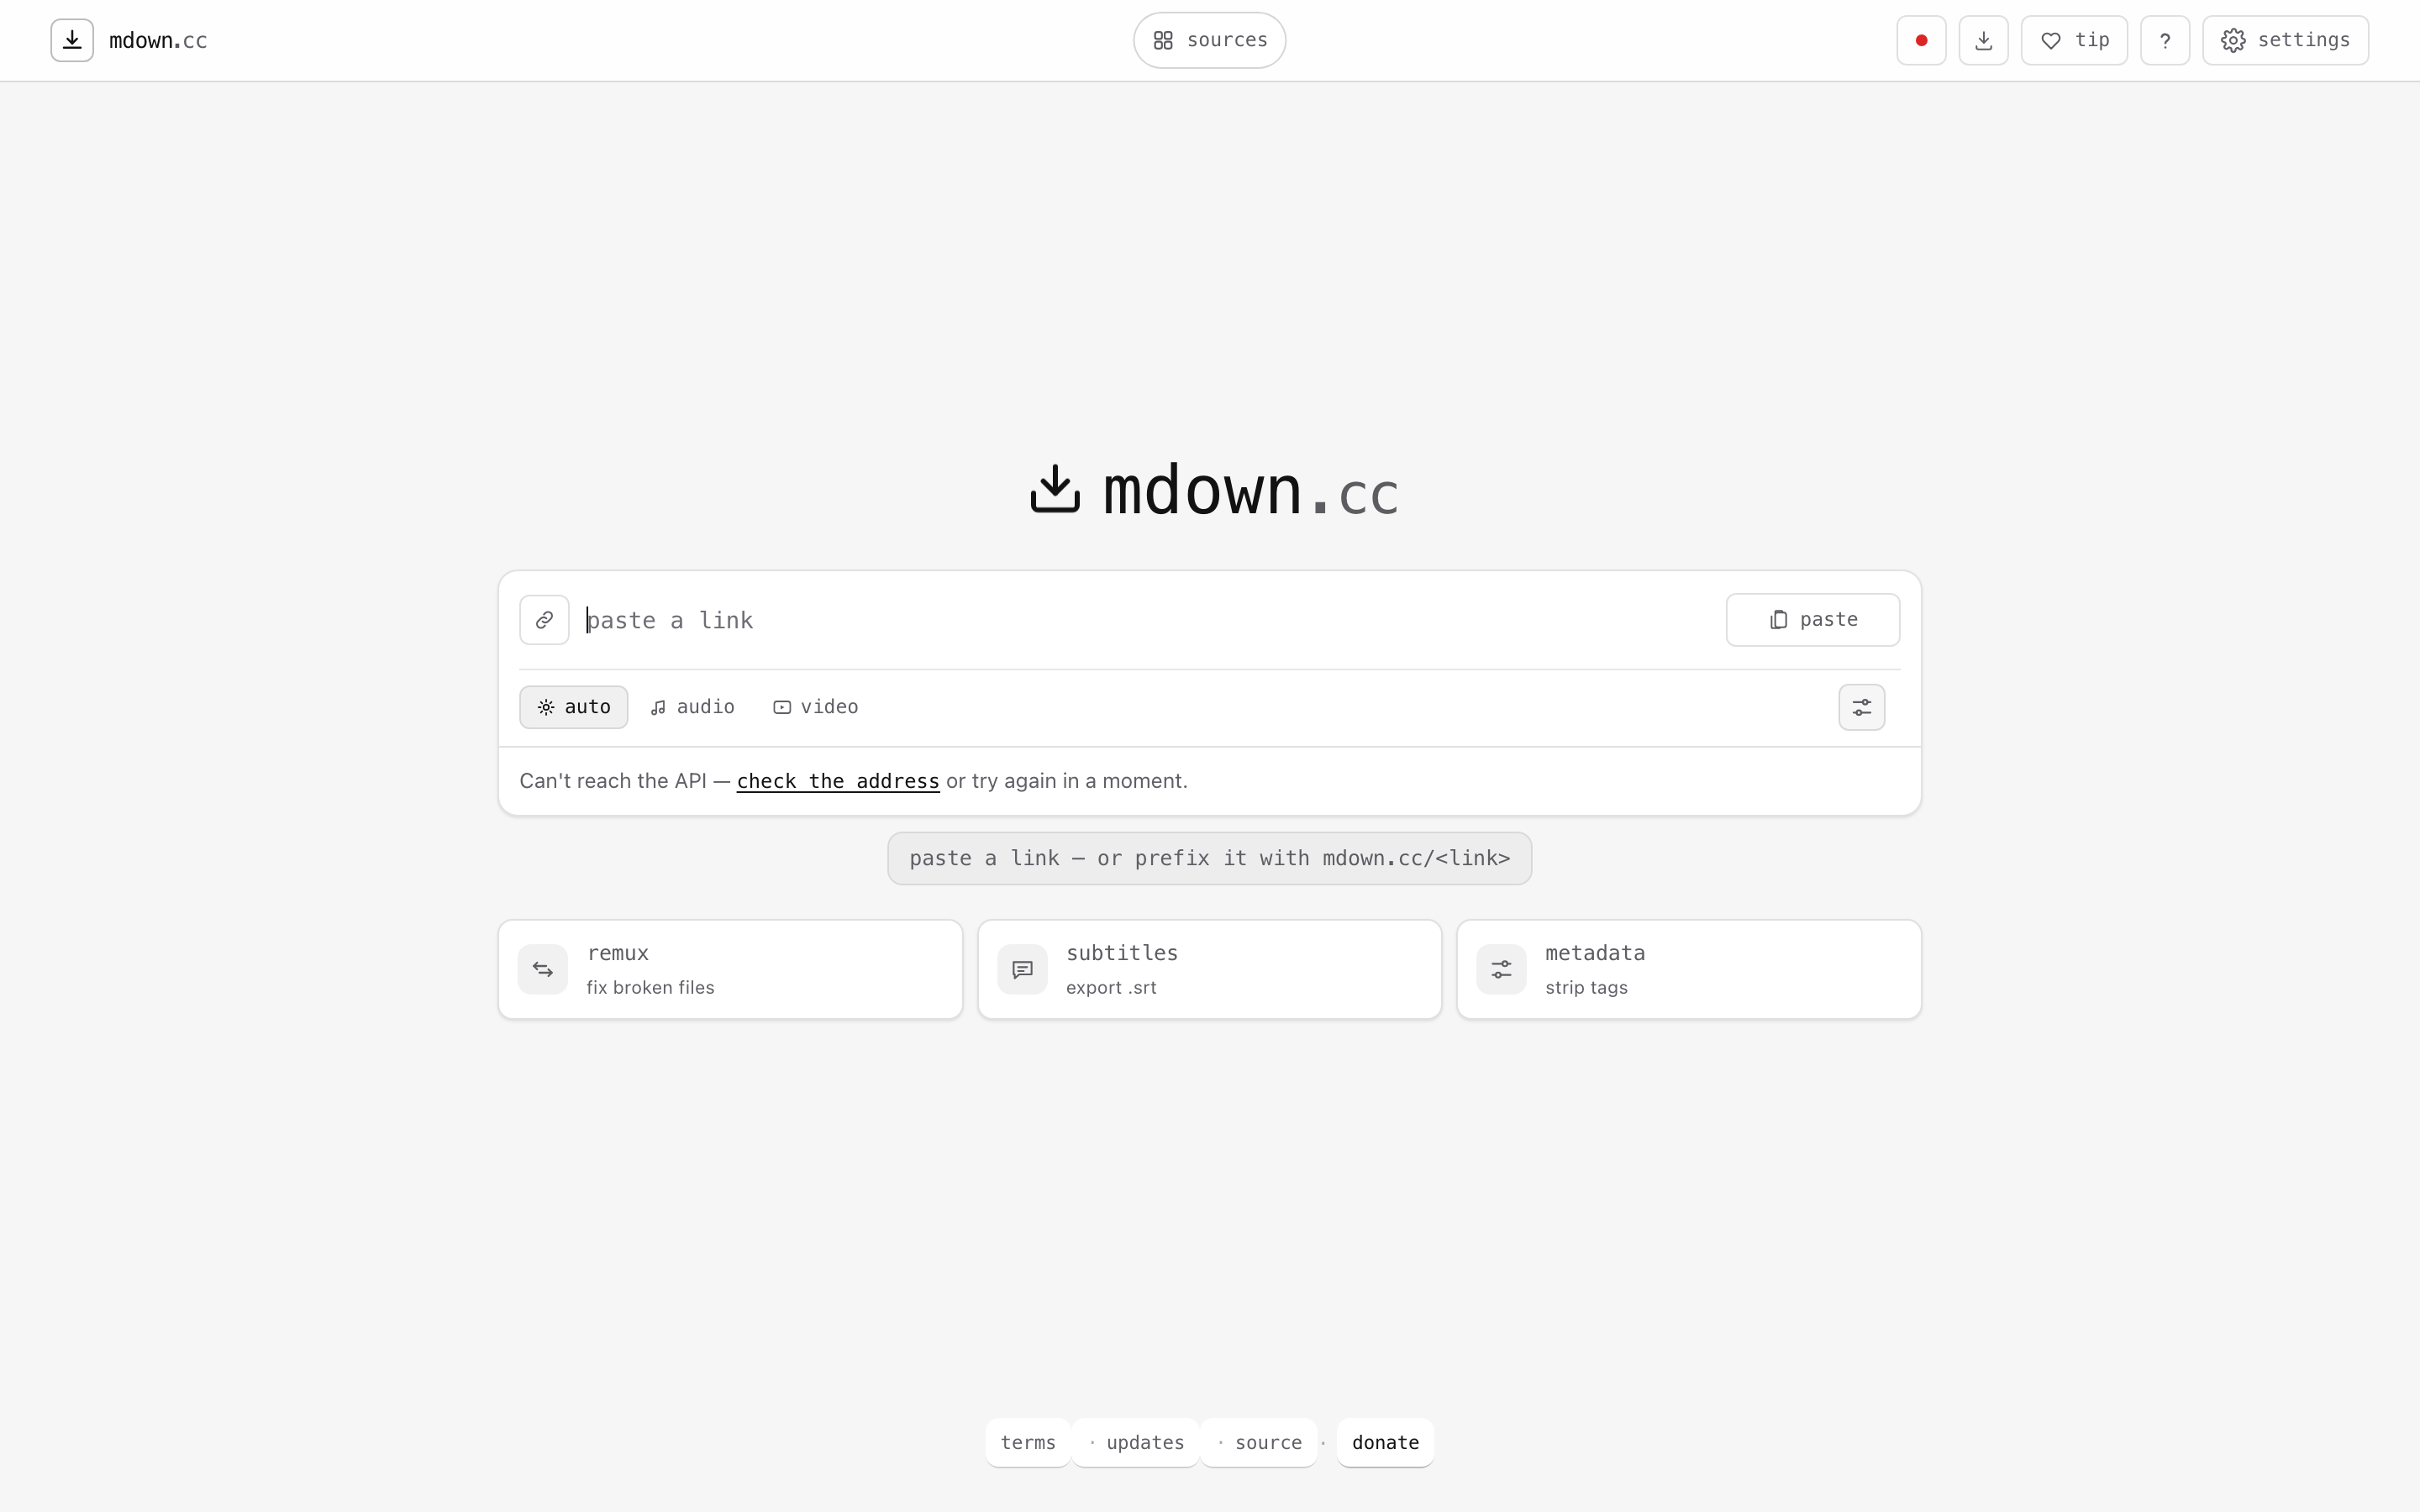 mdown.cc
sources
tip
?
settings
mdown.cc
paste a link
paste
auto
audio
video
Can't reach the API — check the address or try again in a moment.
paste a link — or prefix it with mdown.cc/<link>
remux
fix broken files
subtitles
export .srt
metadata
strip tags
terms · updates · source · donate